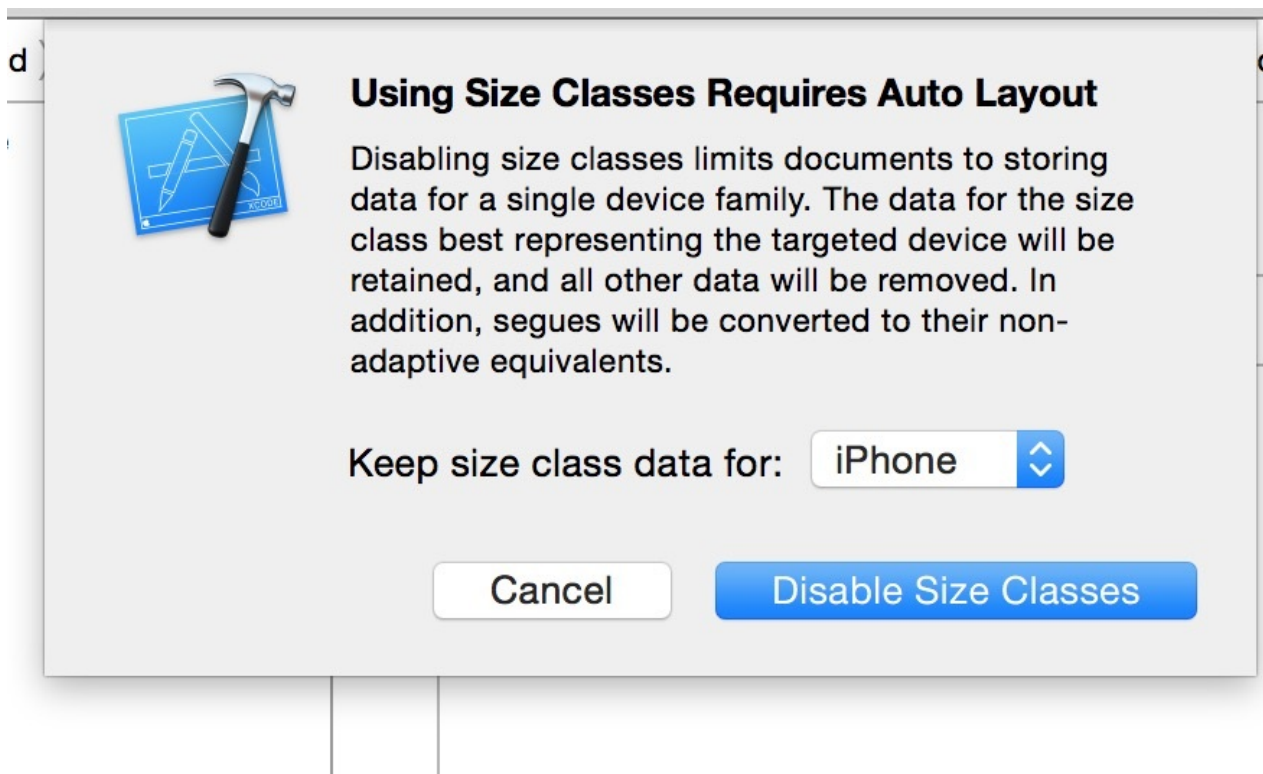 d
Using Size Classes Requires Auto Layout
Disabling size classes limits documents to storing
data for a single device family. The data for the size
class best representing the targeted device will be
retained, and all other data will be removed. In
addition, segues will be converted to their non-
adaptive equivalents.
XCODE
Keep size class data for: iPhone
Cancel Disable Size Classes